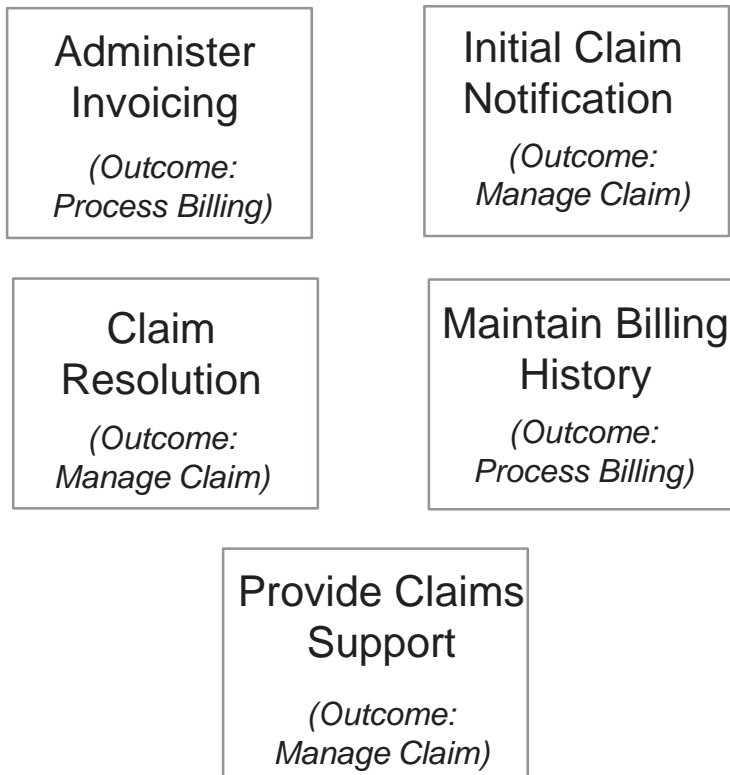 Administer
Invoicing
(Outcome:
Process Billing)
Initial Claim
Notification
(Outcome:
Manage Claim)
Claim
Resolution
(Outcome:
Manage Claim)
Maintain Billing
History
(Outcome:
Process Billing)
Provide Claims
Support
(Outcome:
Manage Claim)